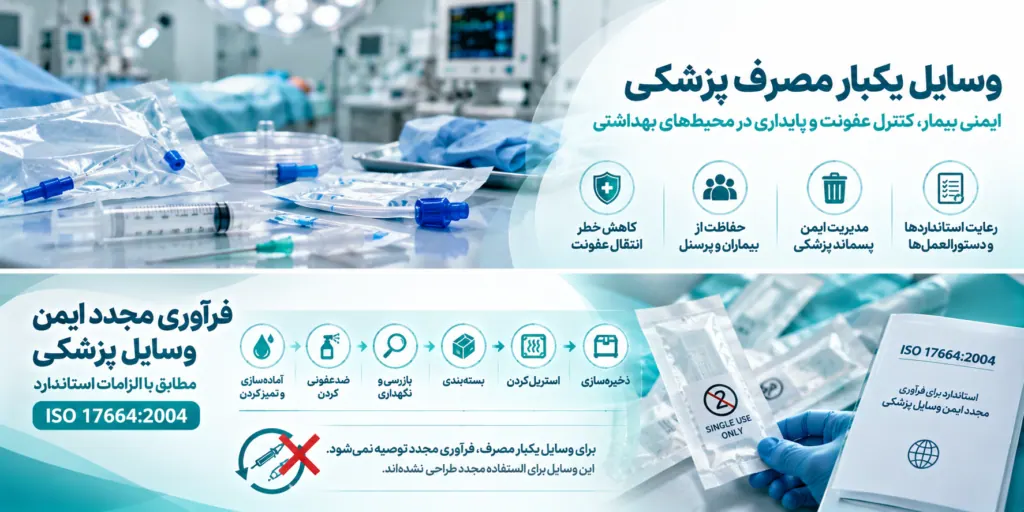 وسایل یکبار مصرف پزشکی
ایمنی بیمار، کنترل عفونت و پایداری در محیط‌های بهداشتی
رعایت استانداردها
و دستورالعمل‌ها
مدیریت ایمن
پسماند پزشکی
حفاظت از
بیماران و پرسنل
کاهش خطر
انتقال عفونت
فرآوری مجدد ایمن
وسایل پزشکی
مطابق با الزامات استاندارد
ISO 17664:2004
آماده‌سازی
و تمیز کردن
ضدعفونی
کردن
بازرسی و
نگهداری
بسته‌بندی
استریل کردن
ذخیره‌سازی
برای وسایل یکبار مصرف، فرآوری مجدد توصیه نمی‌شود.
این وسایل برای الستفاده مجدد طراحی نشده‌اند.
2
SINGLE USE
ONLY
ISO 17664:2004
استاندارد برای فرآوری
مجدد ایمن وسایل پزشکی